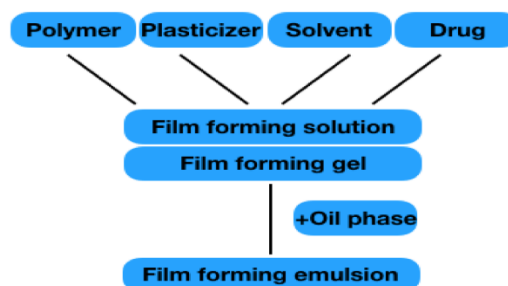 Polymer
Plasticizer
Solvent
Drug
Film forming solution
Film forming gel
+Oil phase
Film forming emulsion